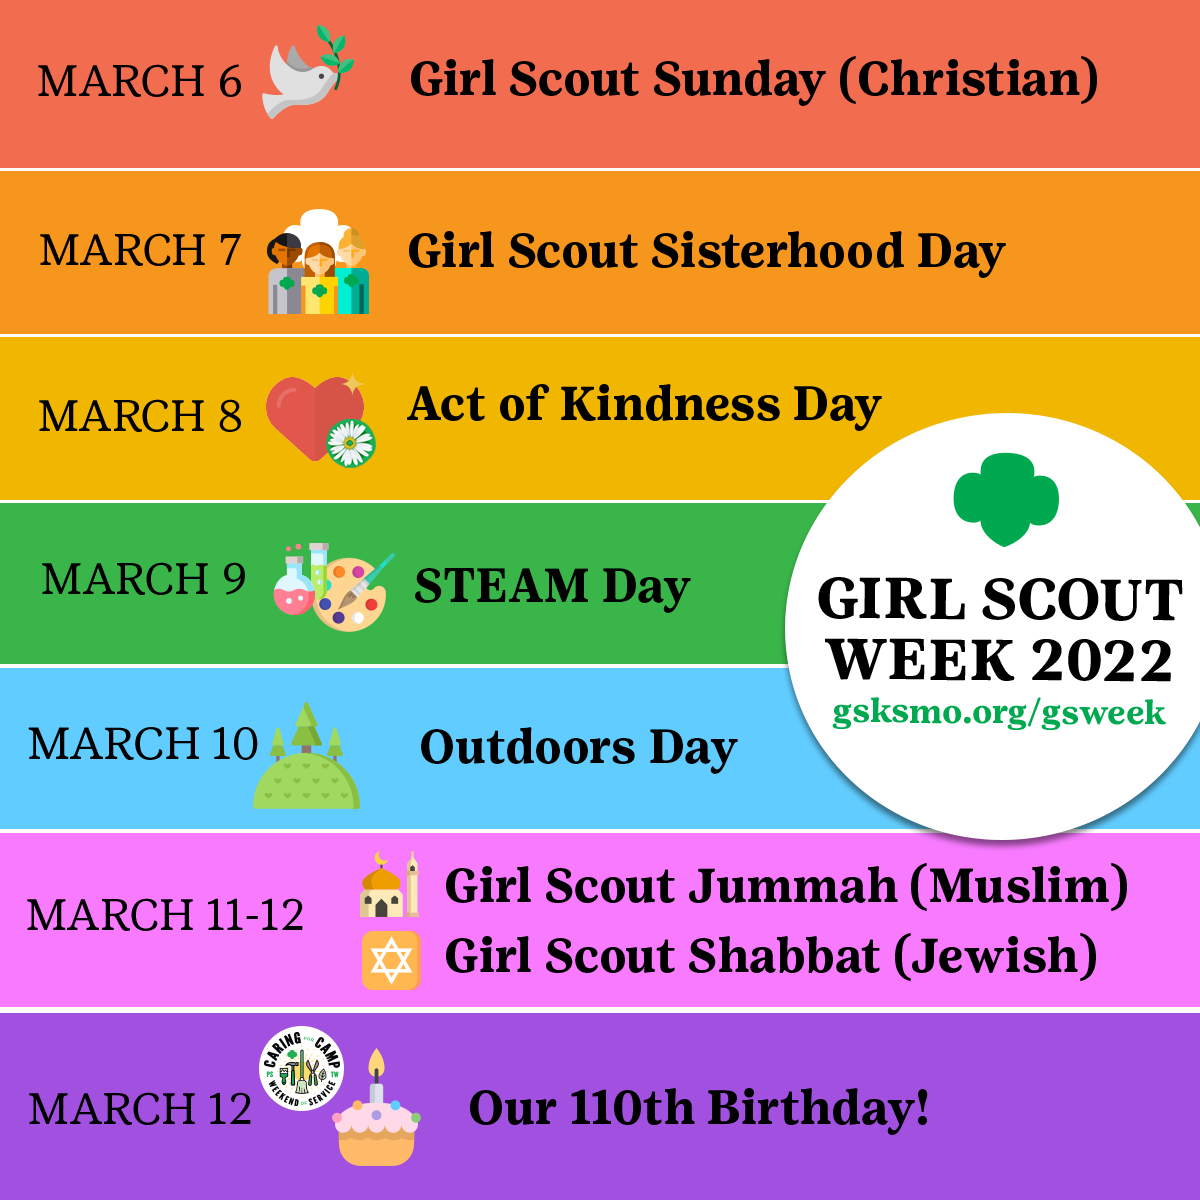 MARCH 6 Girl Scout Sunday (Christian)
MARCH 7 Girl Scout Sisterhood Day
MARCH 8 Act of Kindness Day
MARCH 9 STEAM Day
GIRL SCOUT
WEEK 2022
gsksmo.org/gsweek
MARCH 10 Outdoors Day
MARCH 11-12
Girl Scout Jummah (Muslim)
Girl Scout Shabbat (Jewish)
CARING FOR CAMP
PS TW
WEEKEND OF SERVICE
MARCH 12 Our 110th Birthday!